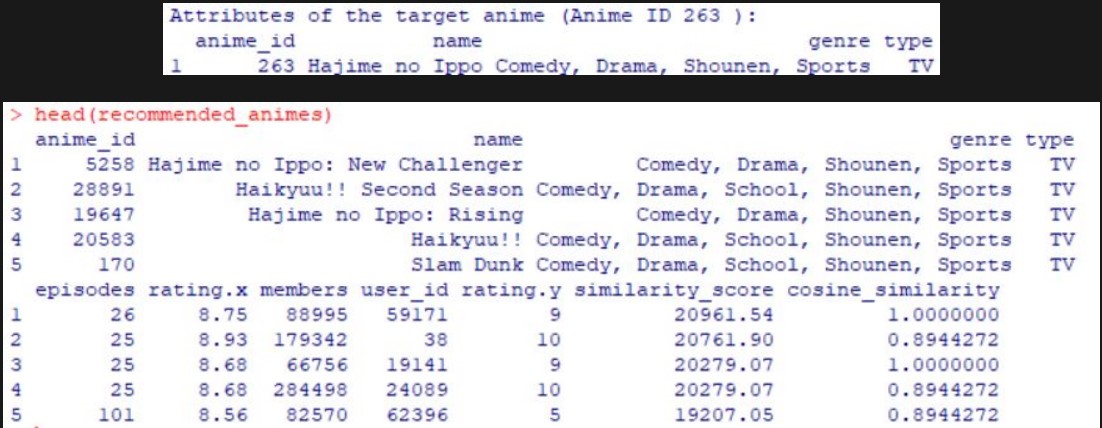 Attributes of the target anime (Anime ID 263 ):
anime_id name genre type
1 263 Hajime no Ippo Comedy, Drama, Shounen, Sports TV
> head(recommended_animes)
anime_id name genre type
1 5258 Hajime no Ippo: New Challenger Comedy, Drama, Shounen, Sports TV
2 28891 Haikyuu!! Second Season Comedy, Drama, School, Shounen, Sports TV
3 19647 Hajime no Ippo: Rising Comedy, Drama, Shounen, Sports TV
4 20583 Haikyuu!! Comedy, Drama, School, Shounen, Sports TV
5 170 Slam Dunk Comedy, Drama, School, Shounen, Sports TV
episodes rating.x members user_id rating.y similarity_score cosine_similarity
1 26 8.75 88995 59171 9 20961.54 1.0000000
2 25 8.93 179342 38 10 20761.90 0.8944272
3 25 8.68 66756 19141 9 20279.07 1.0000000
4 25 8.68 284498 24089 10 20279.07 0.8944272
5 101 8.56 82570 62396 5 19207.05 0.8944272